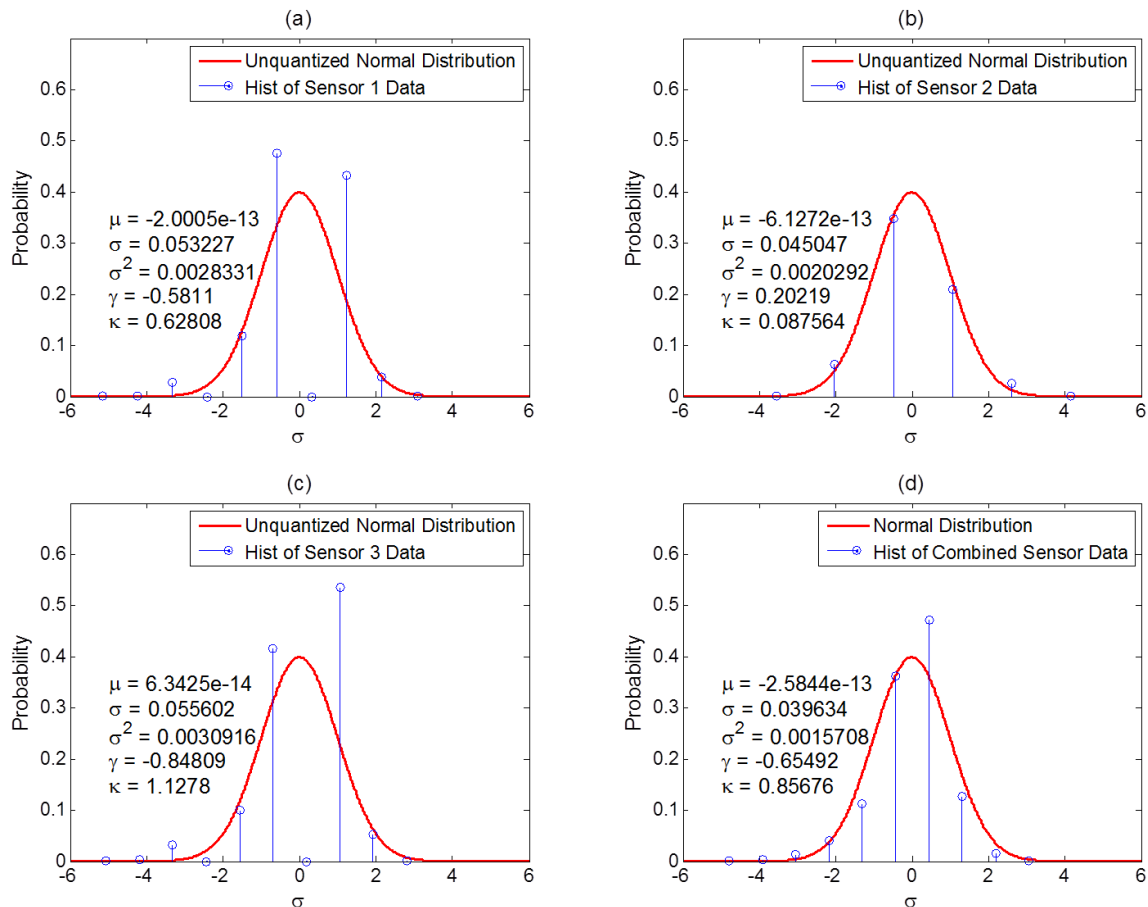 (a)
Unquantized Normal Distribution
Hist of Sensor 1 Data
0.6
0.5
0.4
0.3
0.2
0.1
0
Probability
μ = -2.0005e-13
σ = 0.053227
σ² = 0.0028331
γ = -0.5811
κ = 0.62808
-6 -4 -2 0 2 4 6
σ
(b)
Unquantized Normal Distribution
Hist of Sensor 2 Data
0.6
0.5
0.4
0.3
0.2
0.1
0
Probability
μ = -6.1272e-13
σ = 0.045047
σ² = 0.0020292
γ = 0.20219
κ = 0.087564
-6 -4 -2 0 2 4 6
σ
(c)
Unquantized Normal Distribution
Hist of Sensor 3 Data
0.6
0.5
0.4
0.3
0.2
0.1
0
Probability
μ = 6.3425e-14
σ = 0.055602
σ² = 0.0030916
γ = -0.84809
κ = 1.1278
-6 -4 -2 0 2 4 6
σ
(d)
Normal Distribution
Hist of Combined Sensor Data
0.6
0.5
0.4
0.3
0.2
0.1
0
Probability
μ = -2.5844e-13
σ = 0.039634
σ² = 0.0015708
γ = -0.65492
κ = 0.85676
-6 -4 -2 0 2 4 6
σ